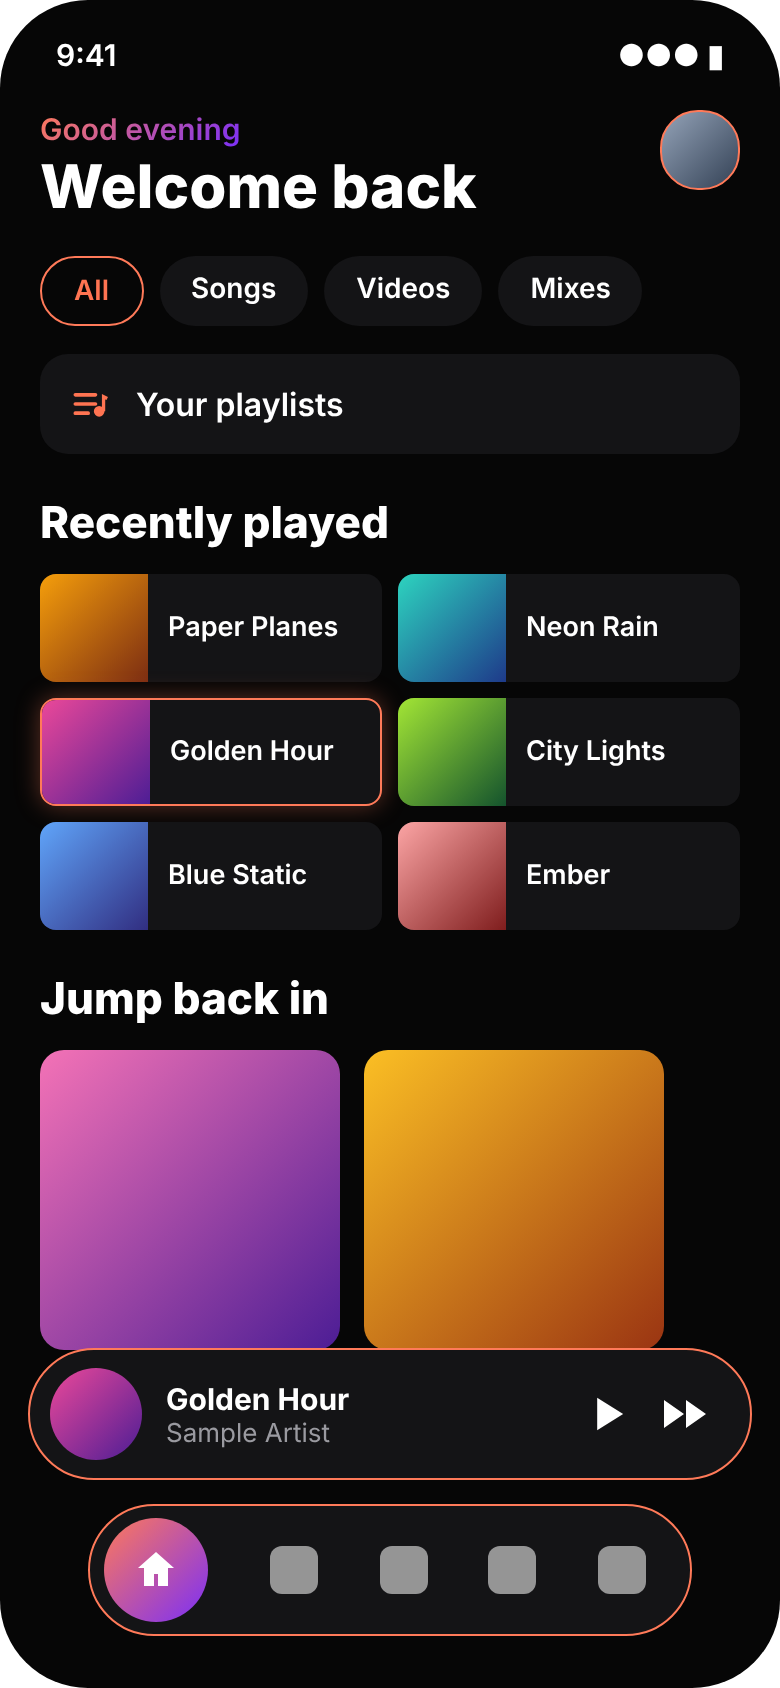 9:41
Good evening
Welcome back
All Songs Videos Mixes
Your playlists
Recently played
Paper Planes Neon Rain
Golden Hour City Lights
Blue Static Ember
Jump back in
Golden Hour
Sample Artist